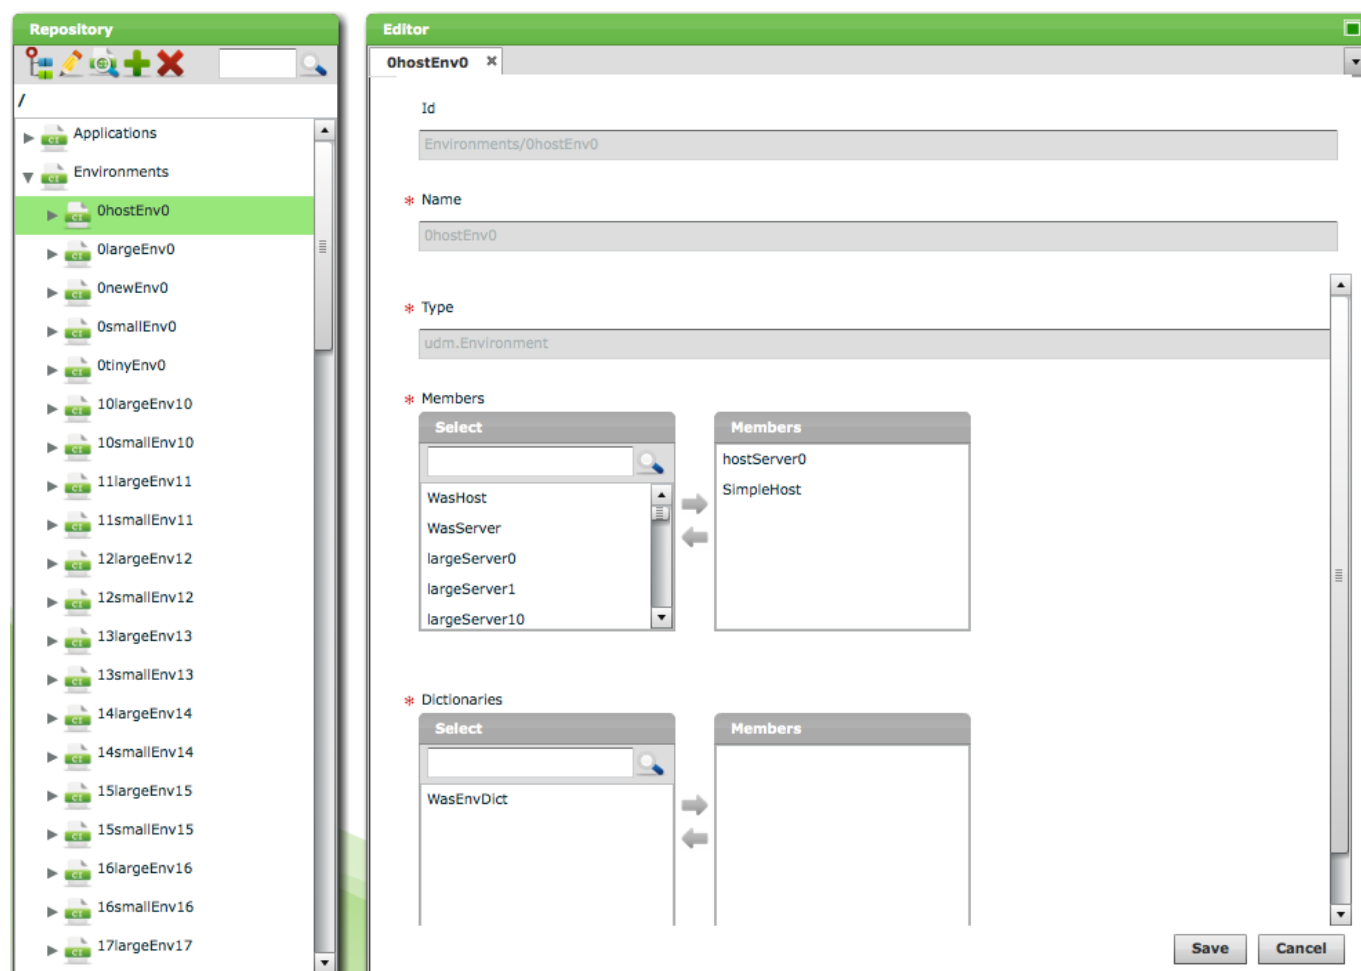 Repository
/
Applications
Environments
0hostEnv0
0largeEnv0
0newEnv0
0smallEnv0
0tinyEnv0
10largeEnv10
10smallEnv10
11largeEnv11
11smallEnv11
12largeEnv12
12smallEnv12
13largeEnv13
13smallEnv13
14largeEnv14
14smallEnv14
15largeEnv15
15smallEnv15
16largeEnv16
16smallEnv16
17largeEnv17
Editor
0hostEnv0
Id
Environments/0hostEnv0
* Name
0hostEnv0
* Type
udm.Environment
* Members
Select
WasHost
WasServer
largeServer0
largeServer1
largeServer10
Members
hostServer0
SimpleHost
* Dictionaries
Select
WasEnvDict
Members
Save Cancel